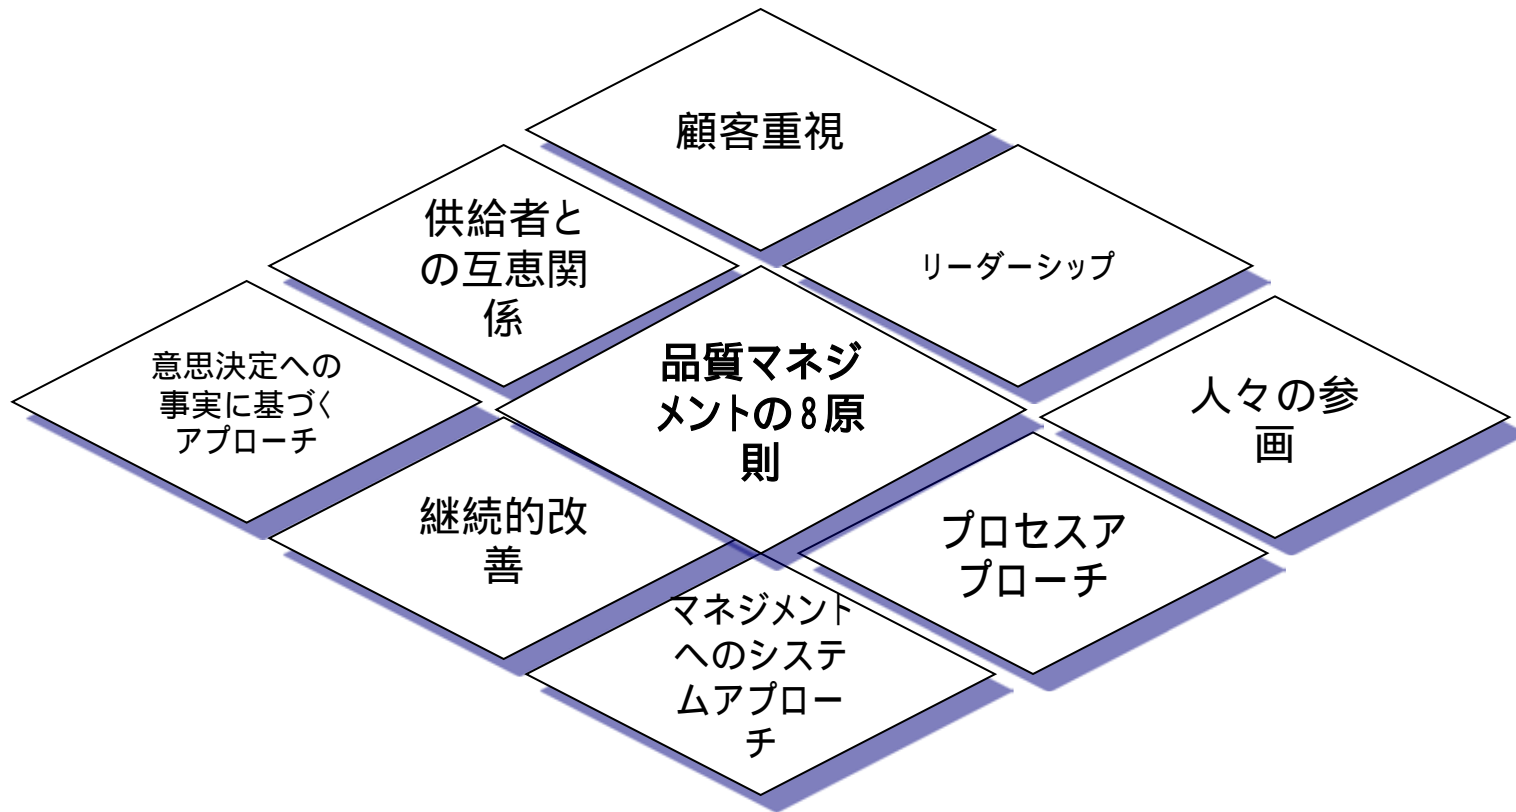 顧客重視
供給者と
の互恵関
係
リーダーシップ
意思決定への
事実に基づく
アプローチ
品質マネジ
メントの8原
則
人々の参
画
継続的改
善
プロセスア
プローチ
マネジメント
へのシステ
ムアプロー
チ